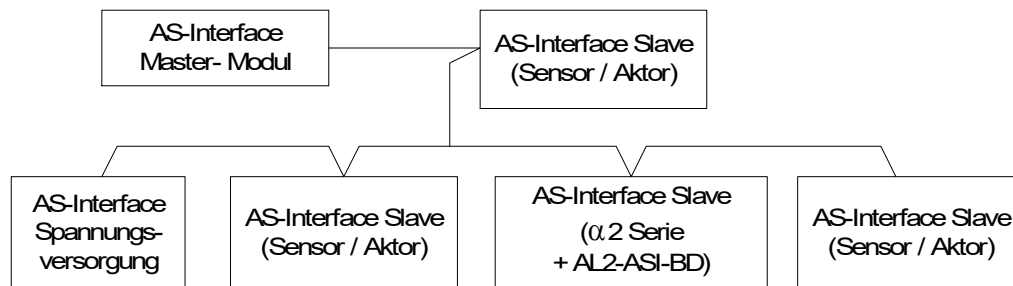 AS-Interface
Master- Modul
AS-Interface Slave
(Sensor / Aktor)
AS-Interface
Spannungs-
versorgung
AS-Interface Slave
(Sensor / Aktor)
AS-Interface Slave
(α2 Serie
+ AL2-ASI-BD)
AS-Interface Slave
(Sensor / Aktor)